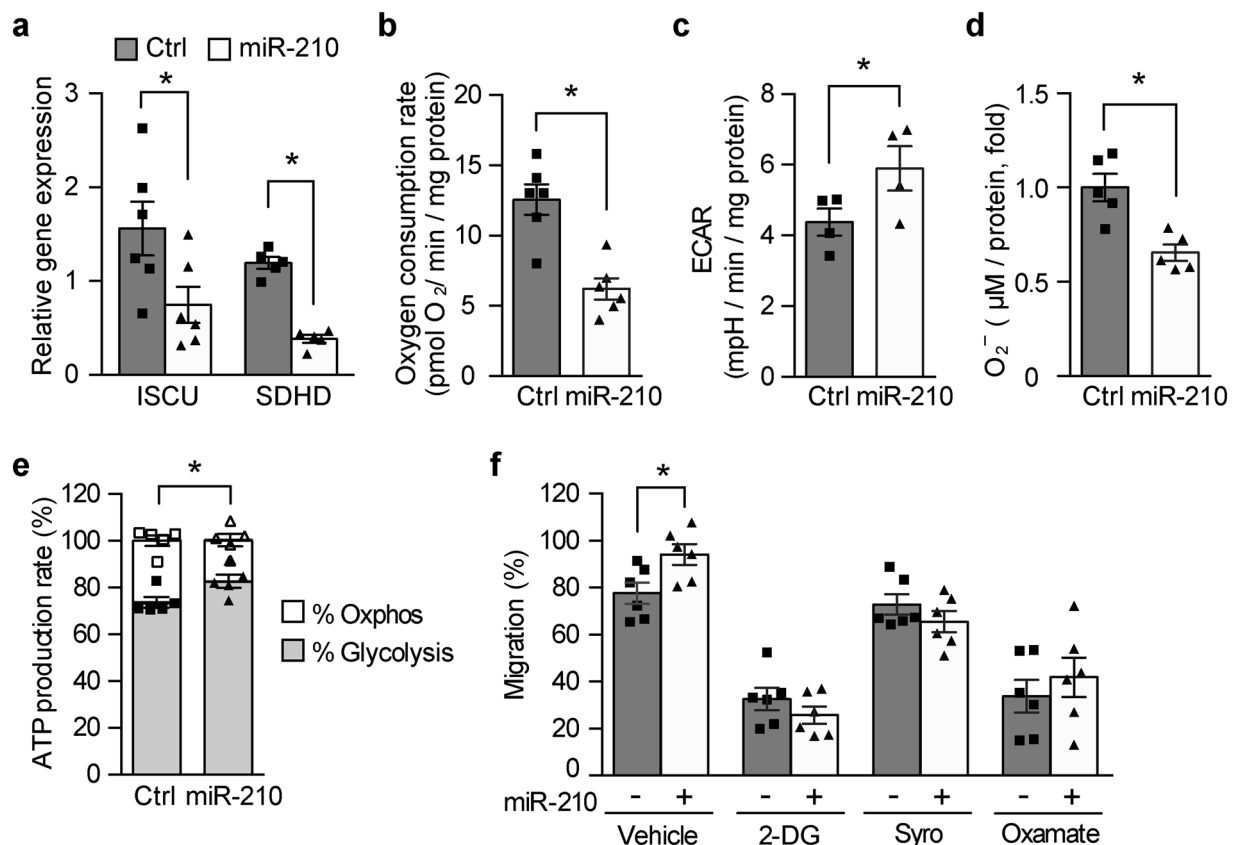 a
Ctrl miR-210
Relative gene expression
3
2
1
0
*
*
ISCU SDHD
b
Oxygen consumption rate
(pmol O2/ min / mg protein)
20
15
10
5
0
*
Ctrl miR-210
c
ECAR
(mpH / min / mg protein)
8
6
4
2
0
*
Ctrl miR-210
d
O2− ( µM / protein, fold)
1.5
1.0
0.5
0
*
Ctrl miR-210
e
ATP production rate (%)
120
100
80
60
40
20
0
*
% Oxphos
% Glycolysis
Ctrl miR-210
f
Migration (%)
120
100
80
60
40
20
0
*
miR-210 - + - + - + - +
Vehicle 2-DG Syro Oxamate